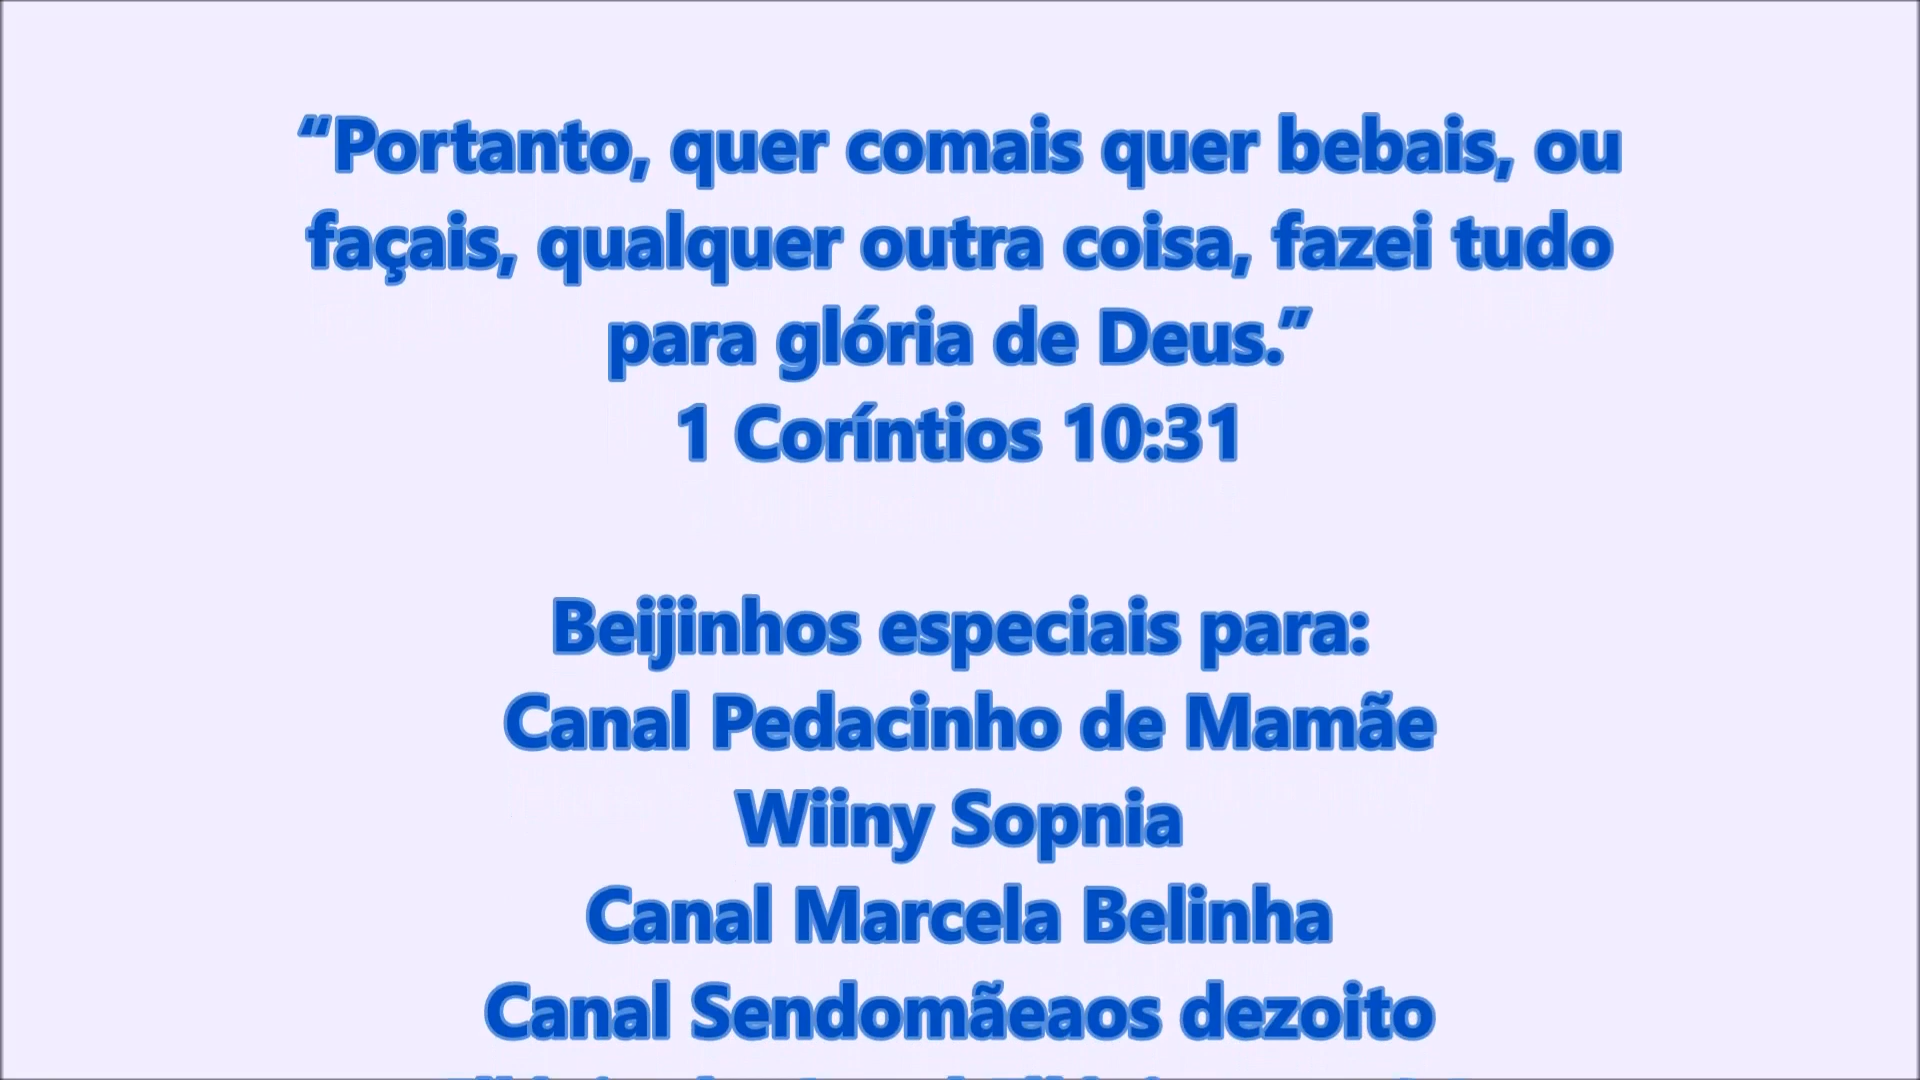 “Portanto, quer comais quer bebais, ou
façais, qualquer outra coisa, fazei tudo
para glória de Deus.”
1 Coríntios 10:31
Beijinhos especiais para:
Canal Pedacinho de Mamãe
Wiiny Sopnia
Canal Marcela Belinha
Canal Sendomãeaos dezoito